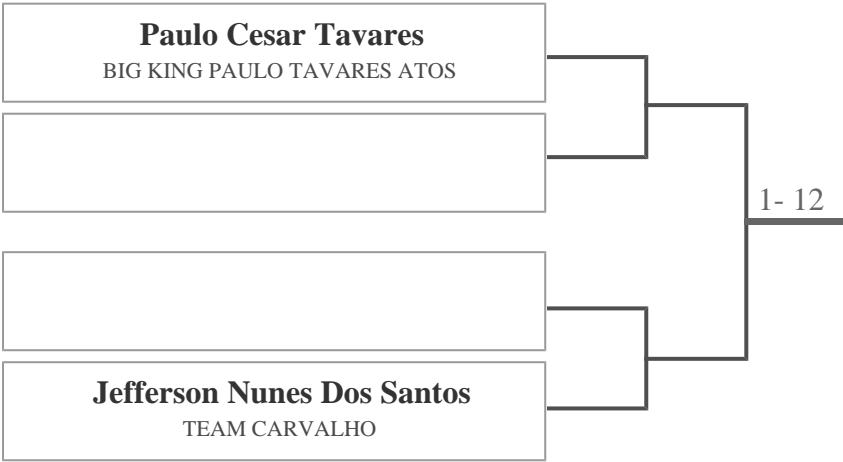 Paulo Cesar Tavares
BIG KING PAULO TAVARES ATOS
1- 12
Jefferson Nunes Dos Santos
TEAM CARVALHO